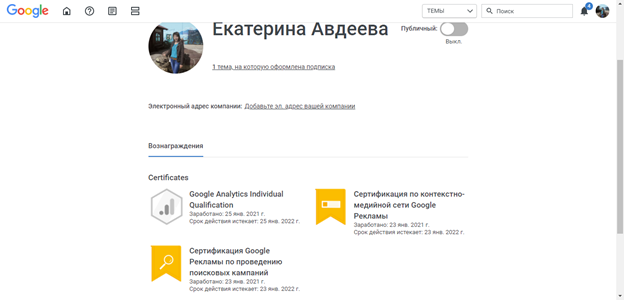 Google
ТЕМЫ
Поиск
4
Екатерина Авдеева
Публичный:
Выкл.
1 тема, на которую оформлена подписка
Электронный адрес компании: Добавьте эл. адрес вашей компании
Вознаграждения
Certificates
Google Analytics Individual
Qualification
Заработано: 25 янв. 2021 г.
Срок действия истекает: 25 янв. 2022 г.
Сертификация по контекстно-
медийной сети Google
Рекламы
Заработано: 23 янв. 2021 г.
Срок действия истекает: 23 янв. 2022 г.
Сертификация Google
Рекламы по проведению
поисковых кампаний
Заработано: 23 янв. 2021 г.
Срок действия истекает: 23 янв. 2022 г.